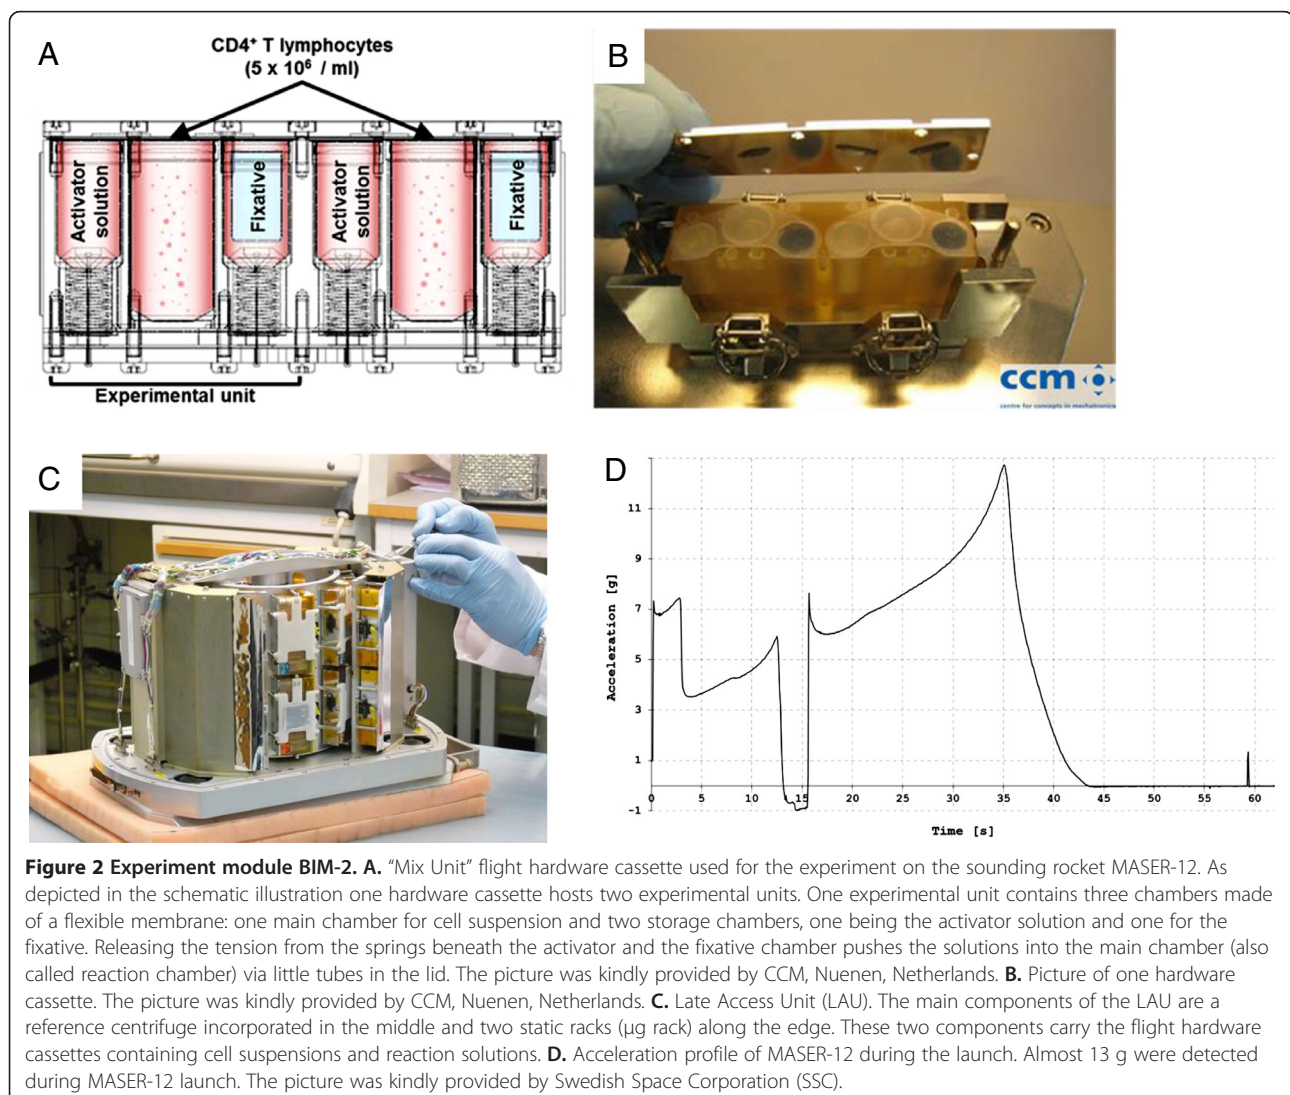 A
CD4⁺ T lymphocytes
(5 x 10⁶ / ml)
Activator
solution
Fixative
Activator
solution
Fixative
Experimental unit
B
ccm
centre for concepts in mechatronics
C
D
Acceleration [g]
11
9
7
5
3
1
-1
0 5 10 15 20 25 30 35 40 45 50 55 60
Time [s]
Figure 2 Experiment module BIM-2. A. “Mix Unit” flight hardware cassette used for the experiment on the sounding rocket MASER-12. As
depicted in the schematic illustration one hardware cassette hosts two experimental units. One experimental unit contains three chambers made
of a flexible membrane: one main chamber for cell suspension and two storage chambers, one being the activator solution and one for the
fixative. Releasing the tension from the springs beneath the activator and the fixative chamber pushes the solutions into the main chamber (also
called reaction chamber) via little tubes in the lid. The picture was kindly provided by CCM, Nuenen, Netherlands. B. Picture of one hardware
cassette. The picture was kindly provided by CCM, Nuenen, Netherlands. C. Late Access Unit (LAU). The main components of the LAU are a
reference centrifuge incorporated in the middle and two static racks (μg rack) along the edge. These two components carry the flight hardware
cassettes containing cell suspensions and reaction solutions. D. Acceleration profile of MASER-12 during the launch. Almost 13 g were detected
during MASER-12 launch. The picture was kindly provided by Swedish Space Corporation (SSC).